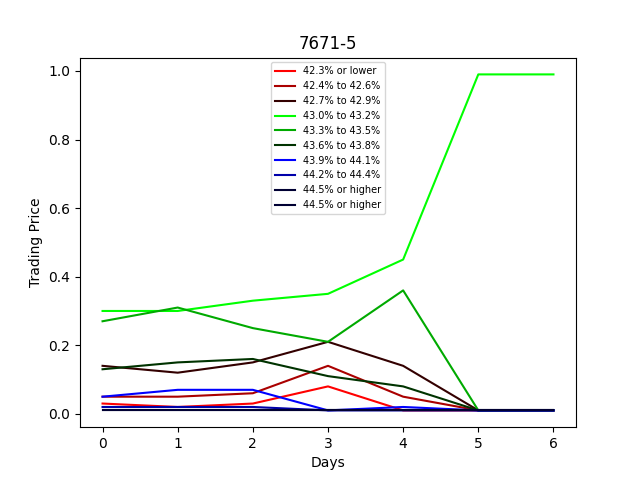 7671-5
42.3% or lower
42.4% to 42.6%
42.7% to 42.9%
43.0% to 43.2%
43.3% to 43.5%
43.6% to 43.8%
43.9% to 44.1%
44.2% to 44.4%
44.5% or higher
44.5% or higher
1.0
0.8
0.6
0.4
0.2
0.0
Trading Price
0 1 2 3 4 5 6
Days